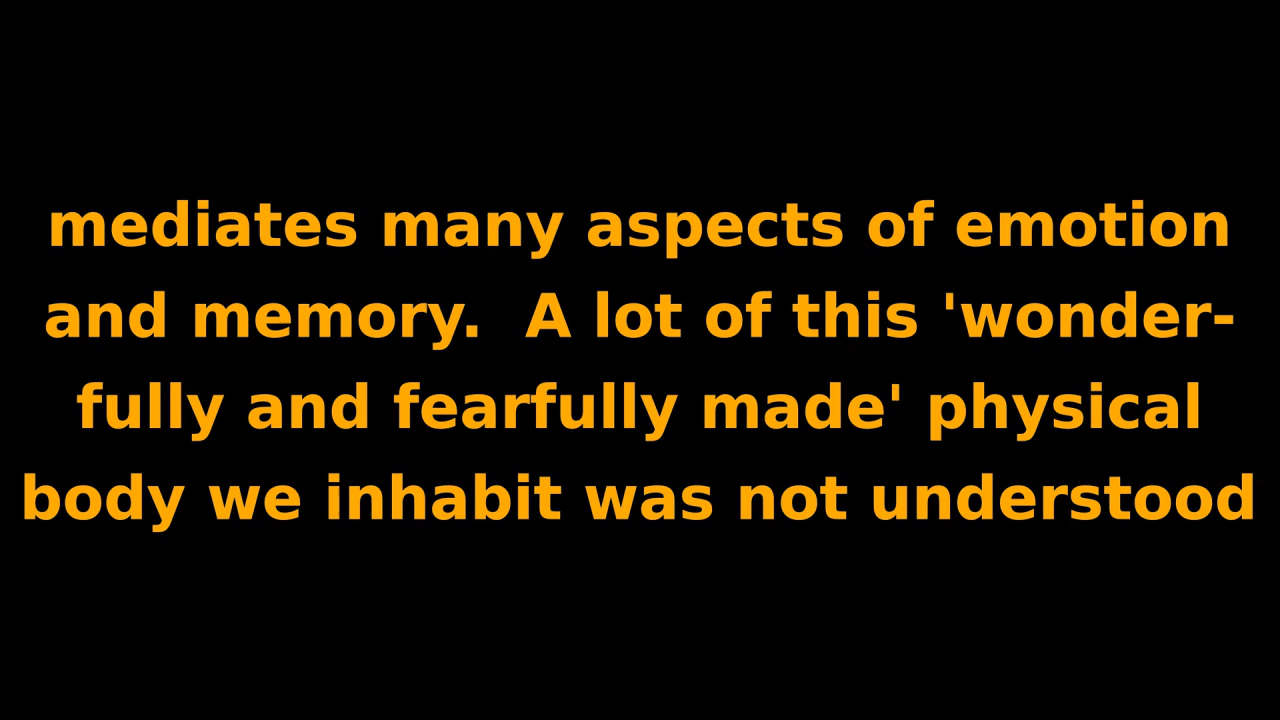 mediates many aspects of emotion
and memory.  A lot of this 'wonder-
fully and fearfully made' physical
body we inhabit was not understood